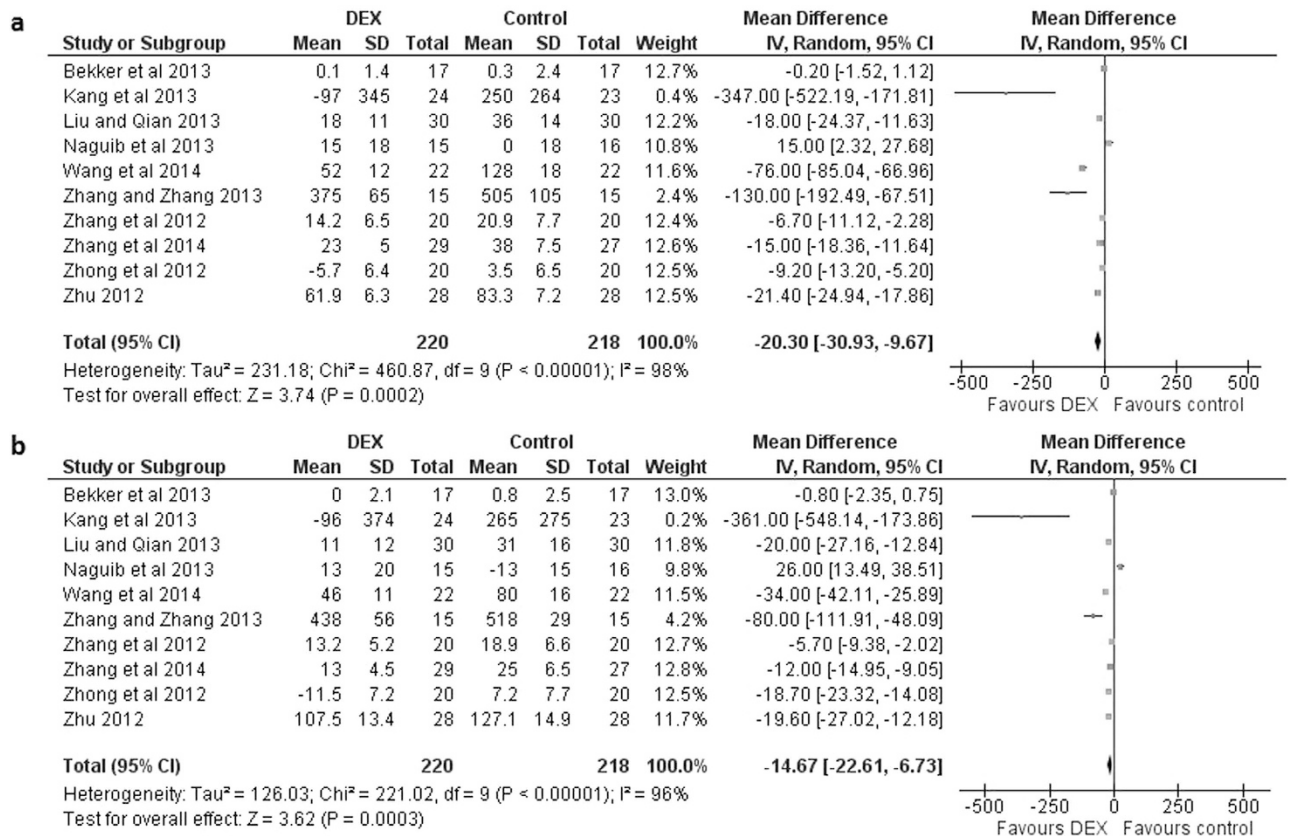 a
DEX Control Mean Difference Mean Difference
Study or Subgroup Mean SD Total Mean SD Total Weight IV, Random, 95% CI IV, Random, 95% CI
Bekker et al 2013 0.1 1.4 17 0.3 2.4 17 12.7% -0.20 [-1.52, 1.12]
Kang et al 2013 -97 345 24 250 264 23 0.4% -347.00 [-522.19, -171.81]
Liu and Qian 2013 18 11 30 36 14 30 12.2% -18.00 [-24.37, -11.63]
Naguib et al 2013 15 18 15 0 18 16 10.8% 15.00 [2.32, 27.68]
Wang et al 2014 52 12 22 128 18 22 11.6% -76.00 [-85.04, -66.96]
Zhang and Zhang 2013 375 65 15 505 105 15 2.4% -130.00 [-192.49, -67.51]
Zhang et al 2012 14.2 6.5 20 20.9 7.7 20 12.4% -6.70 [-11.12, -2.28]
Zhang et al 2014 23 5 29 38 7.5 27 12.6% -15.00 [-18.36, -11.64]
Zhong et al 2012 -5.7 6.4 20 3.5 6.5 20 12.5% -9.20 [-13.20, -5.20]
Zhu 2012 61.9 6.3 28 83.3 7.2 28 12.5% -21.40 [-24.94, -17.86]
Total (95% CI) 220 218 100.0% -20.30 [-30.93, -9.67]
Heterogeneity: Tau² = 231.18; Chi² = 460.87, df = 9 (P < 0.00001); I² = 98%
Test for overall effect: Z = 3.74 (P = 0.0002)
-500 -250 0 250 500
Favours DEX Favours control
b
DEX Control Mean Difference Mean Difference
Study or Subgroup Mean SD Total Mean SD Total Weight IV, Random, 95% CI IV, Random, 95% CI
Bekker et al 2013 0 2.1 17 0.8 2.5 17 13.0% -0.80 [-2.35, 0.75]
Kang et al 2013 -96 374 24 265 275 23 0.2% -361.00 [-548.14, -173.86]
Liu and Qian 2013 11 12 30 31 16 30 11.8% -20.00 [-27.16, -12.84]
Naguib et al 2013 13 20 15 -13 15 16 9.8% 26.00 [13.49, 38.51]
Wang et al 2014 46 11 22 80 16 22 11.5% -34.00 [-42.11, -25.89]
Zhang and Zhang 2013 438 56 15 518 29 15 4.2% -80.00 [-111.91, -48.09]
Zhang et al 2012 13.2 5.2 20 18.9 6.6 20 12.7% -5.70 [-9.38, -2.02]
Zhang et al 2014 13 4.5 29 25 6.5 27 12.8% -12.00 [-14.95, -9.05]
Zhong et al 2012 -11.5 7.2 20 7.2 7.7 20 12.5% -18.70 [-23.32, -14.08]
Zhu 2012 107.5 13.4 28 127.1 14.9 28 11.7% -19.60 [-27.02, -12.18]
Total (95% CI) 220 218 100.0% -14.67 [-22.61, -6.73]
Heterogeneity: Tau² = 126.03; Chi² = 221.02, df = 9 (P < 0.00001); I² = 96%
Test for overall effect: Z = 3.62 (P = 0.0003)
-500 -250 0 250 500
Favours DEX Favours control